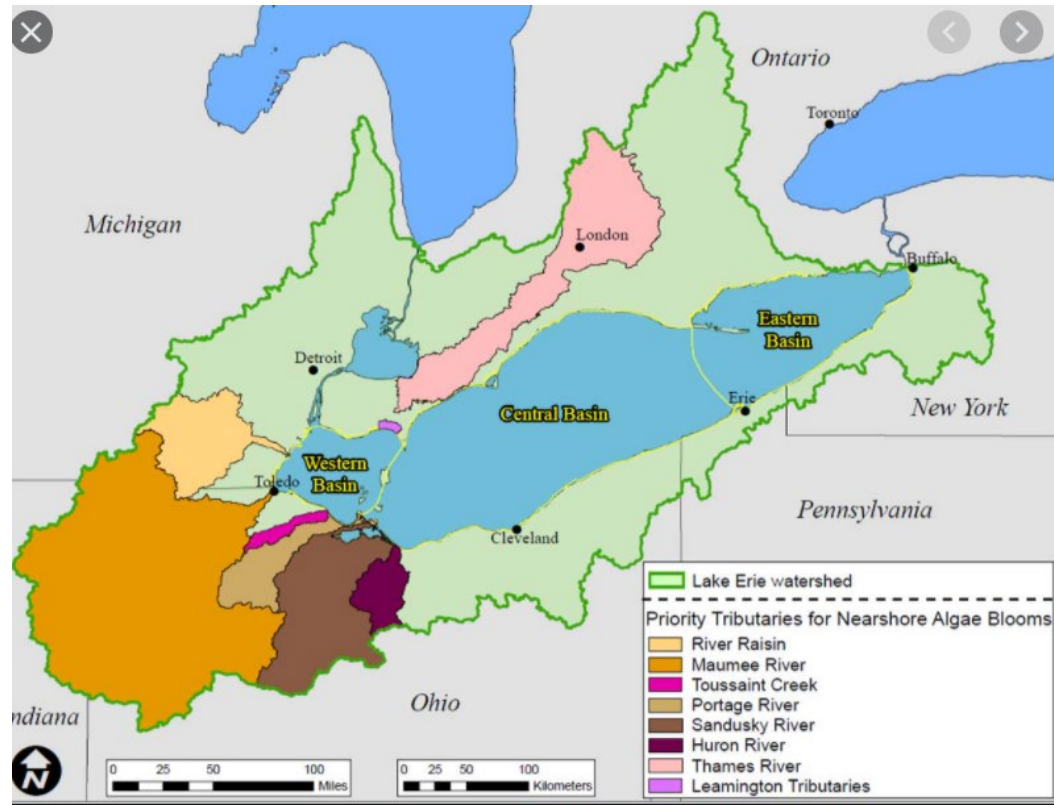 Ontario
Toronto
Michigan
London
Buffalo
Eastern
Basin
Detroit
Central Basin
Erie
New York
Western
Basin
Toledo
Pennsylvania
Cleveland
Ohio
ndiana
N
0 25 50 100
Miles
0 25 50 100
Kilometers
Lake Erie watershed
Priority Tributaries for Nearshore Algae Blooms
River Raisin
Maumee River
Toussaint Creek
Portage River
Sandusky River
Huron River
Thames River
Leamington Tributaries